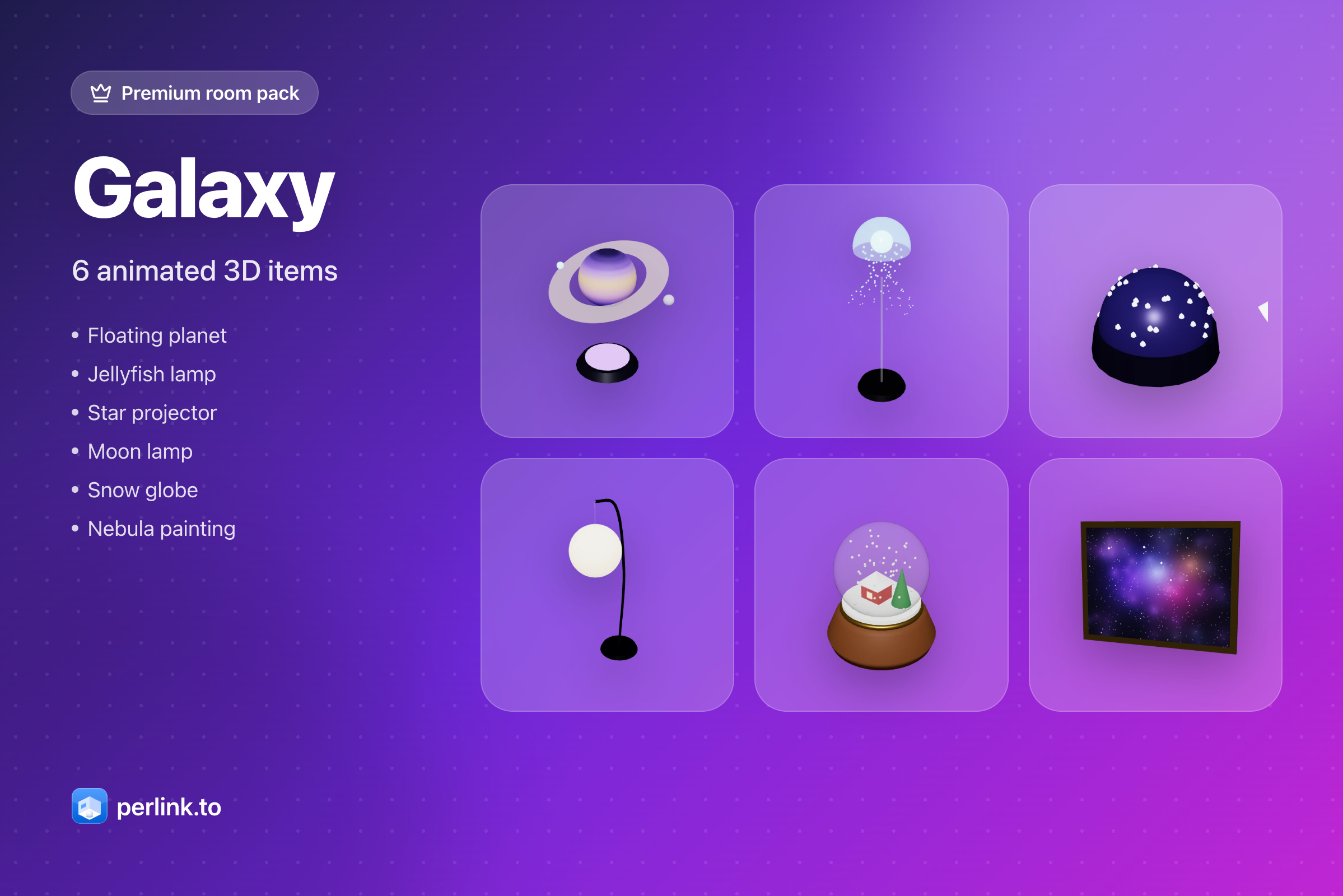 Premium room pack
Galaxy
6 animated 3D items
• Floating planet
• Jellyfish lamp
• Star projector
• Moon lamp
• Snow globe
• Nebula painting
perlink.to